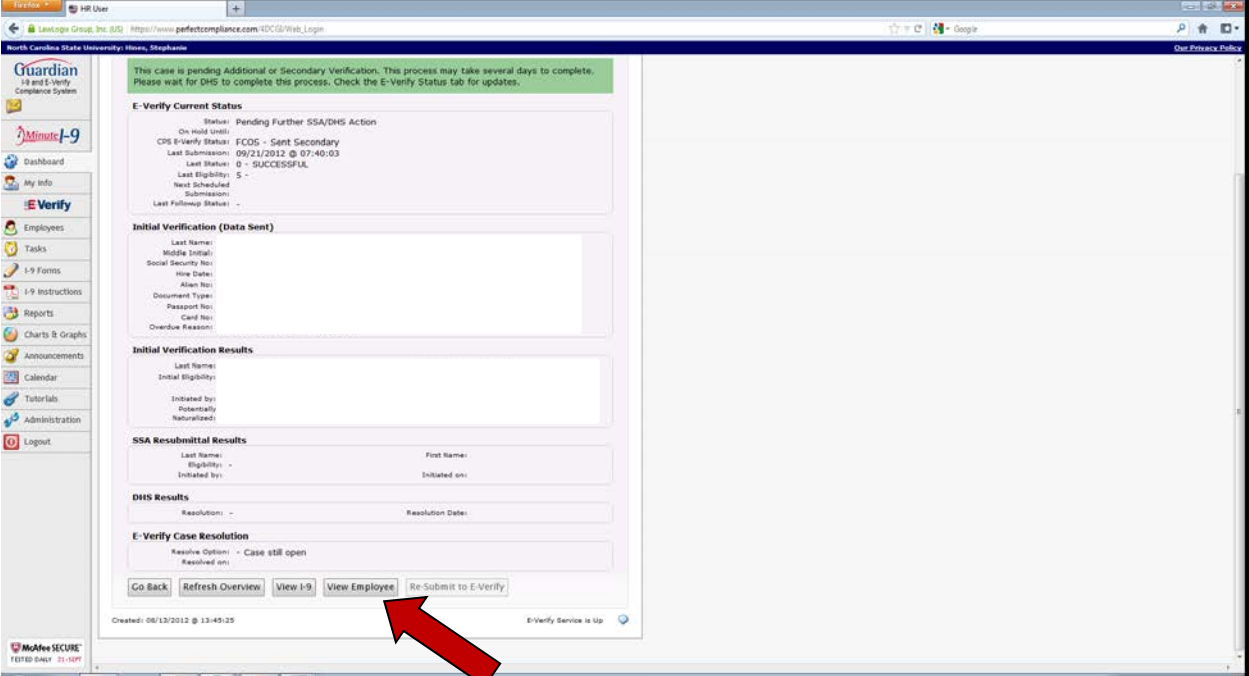 Firefox
HR User
+
LawLogix Group, Inc. (US)
https://www.perfectcompliance.com/4DCGI/Web_Login
Google
North Carolina State University: Hines, Stephanie
Our Privacy Policy
Guardian
I-9 and E-Verify
Compliance System
Minute I-9
Dashboard
My Info
E-Verify
Employees
Tasks
I-9 Forms
I-9 Instructions
Reports
Charts & Graphs
Announcements
Calendar
Tutorials
Administration
Logout
McAfee SECURE™
TESTED DAILY 21-SEPT
This case is pending Additional or Secondary Verification. This process may take several days to complete.
Please wait for DHS to complete this process. Check the E-Verify Status tab for updates.
E-Verify Current Status
Status: Pending Further SSA/DHS Action
On Hold Until:
CPS E-Verify Status: FCOS - Sent Secondary
Last Submission: 09/21/2012 @ 07:40:03
Last Status: 0 - SUCCESSFUL
Last Eligibility: S -
Next Scheduled
Submission:
Last Followup Status: -
Initial Verification (Data Sent)
Last Name:
Middle Initial:
Social Security No:
Hire Date:
Alien No:
Document Type:
Passport No:
Card No:
Overdue Reason:
Initial Verification Results
Last Name:
Initial Eligibility:
Initiated by:
Potentially
Naturalized:
SSA Resubmittal Results
Last Name: First Name:
Eligibility: -
Initiated by: Initiated on:
DHS Results
Resolution: - Resolution Date:
E-Verify Case Resolution
Resolve Option: - Case still open
Resolved on:
Go Back Refresh Overview View I-9 View Employee Re-Submit to E-Verify
Created: 08/13/2012 @ 13:45:25 E-Verify Service is Up